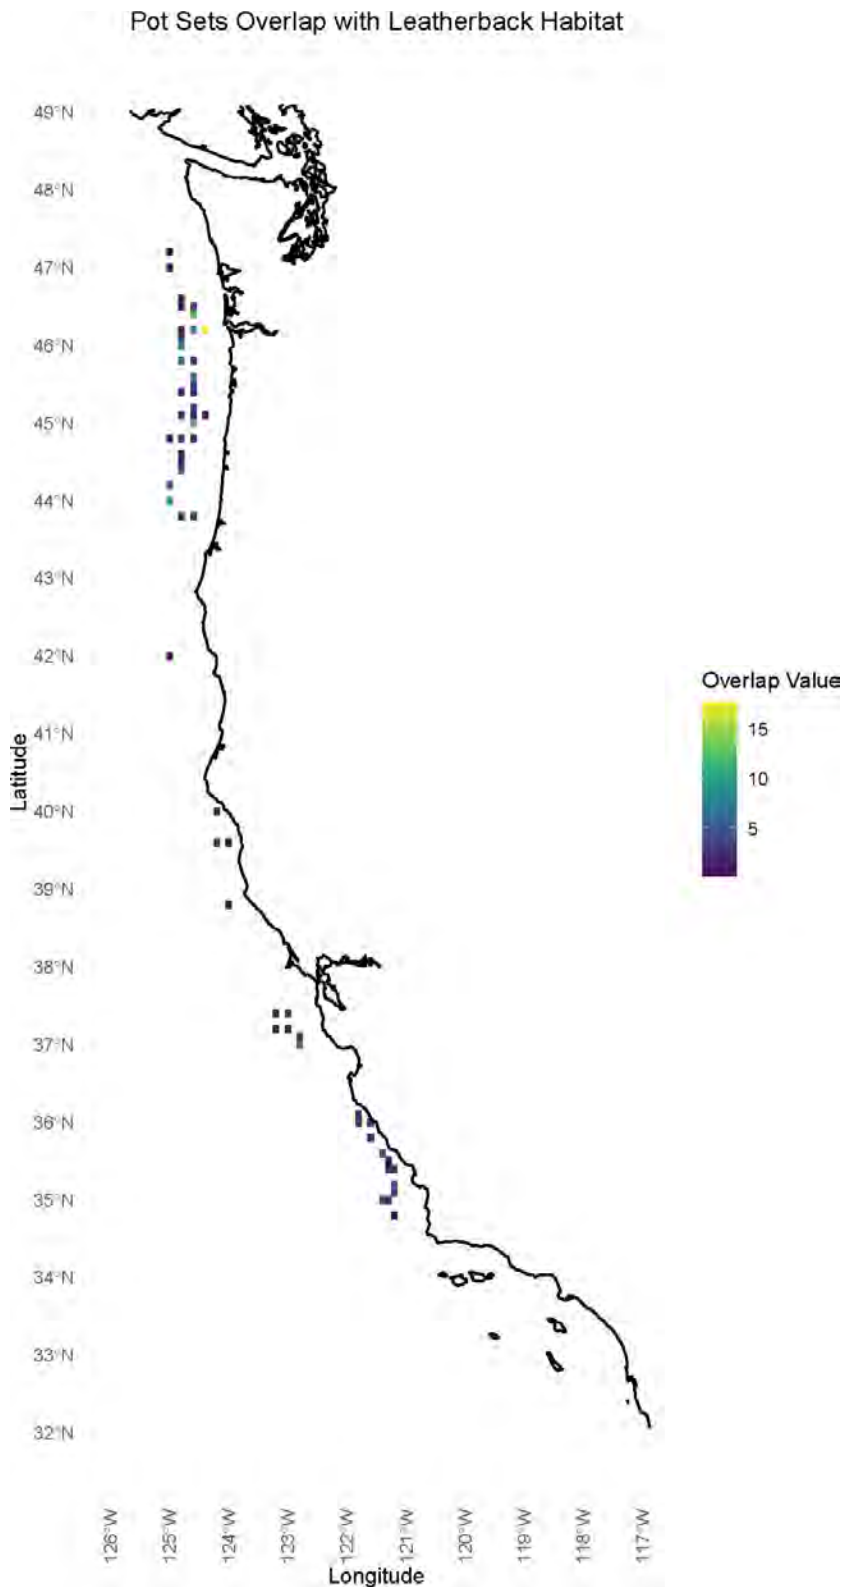 Pot Sets Overlap with Leatherback Habitat
49°N
48°N
47°N
46°N
45°N
44°N
43°N
42°N
41°N
40°N
39°N
38°N
37°N
36°N
35°N
34°N
33°N
32°N
Latitude
Overlap Value
15
10
5
126°W
125°W
124°W
123°W
122°W
121°W
120°W
119°W
118°W
117°W
Longitude